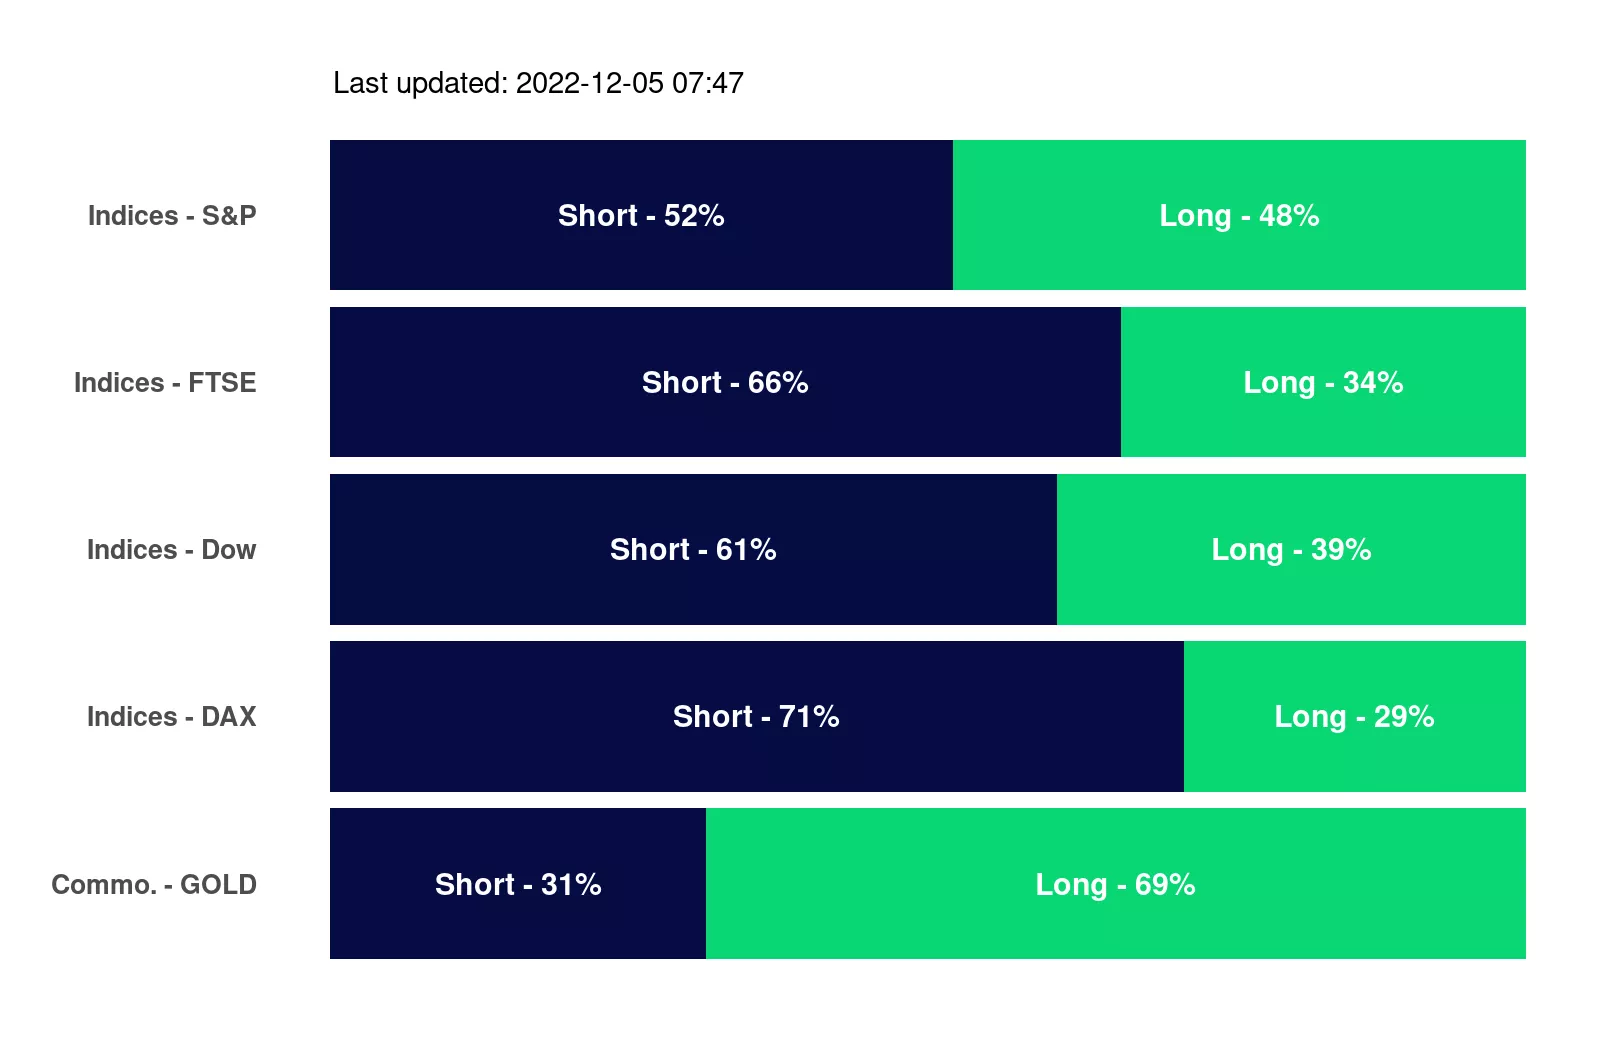 Last updated: 2022-12-05 07:47
Indices - S&P Short - 52% Long - 48%
Indices - FTSE Short - 66% Long - 34%
Indices - Dow Short - 61% Long - 39%
Indices - DAX Short - 71% Long - 29%
Commo. - GOLD Short - 31% Long - 69%